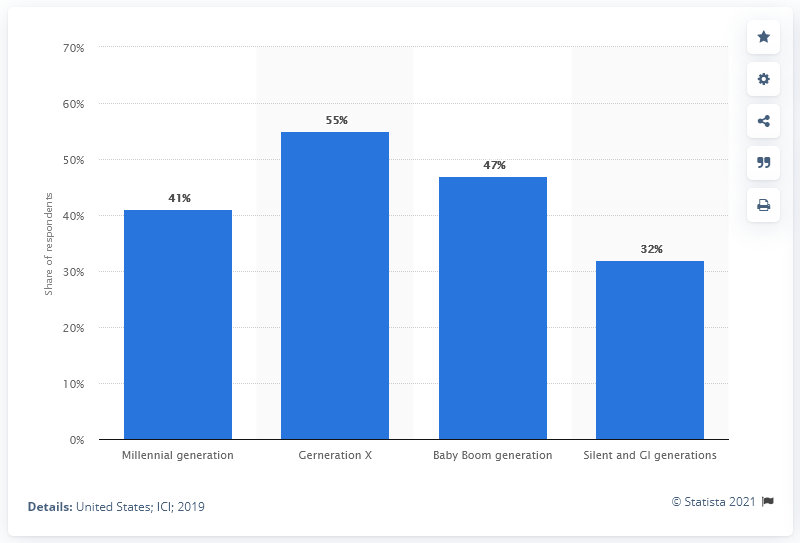 70%
60%
50%
40%
30%
20%
10%
0%
Share of respondents
41%
55%
47%
32%
Millennial generation
Gerneration X
Baby Boom generation
Silent and GI generations
Details: United States; ICI; 2019
© Statista 2021